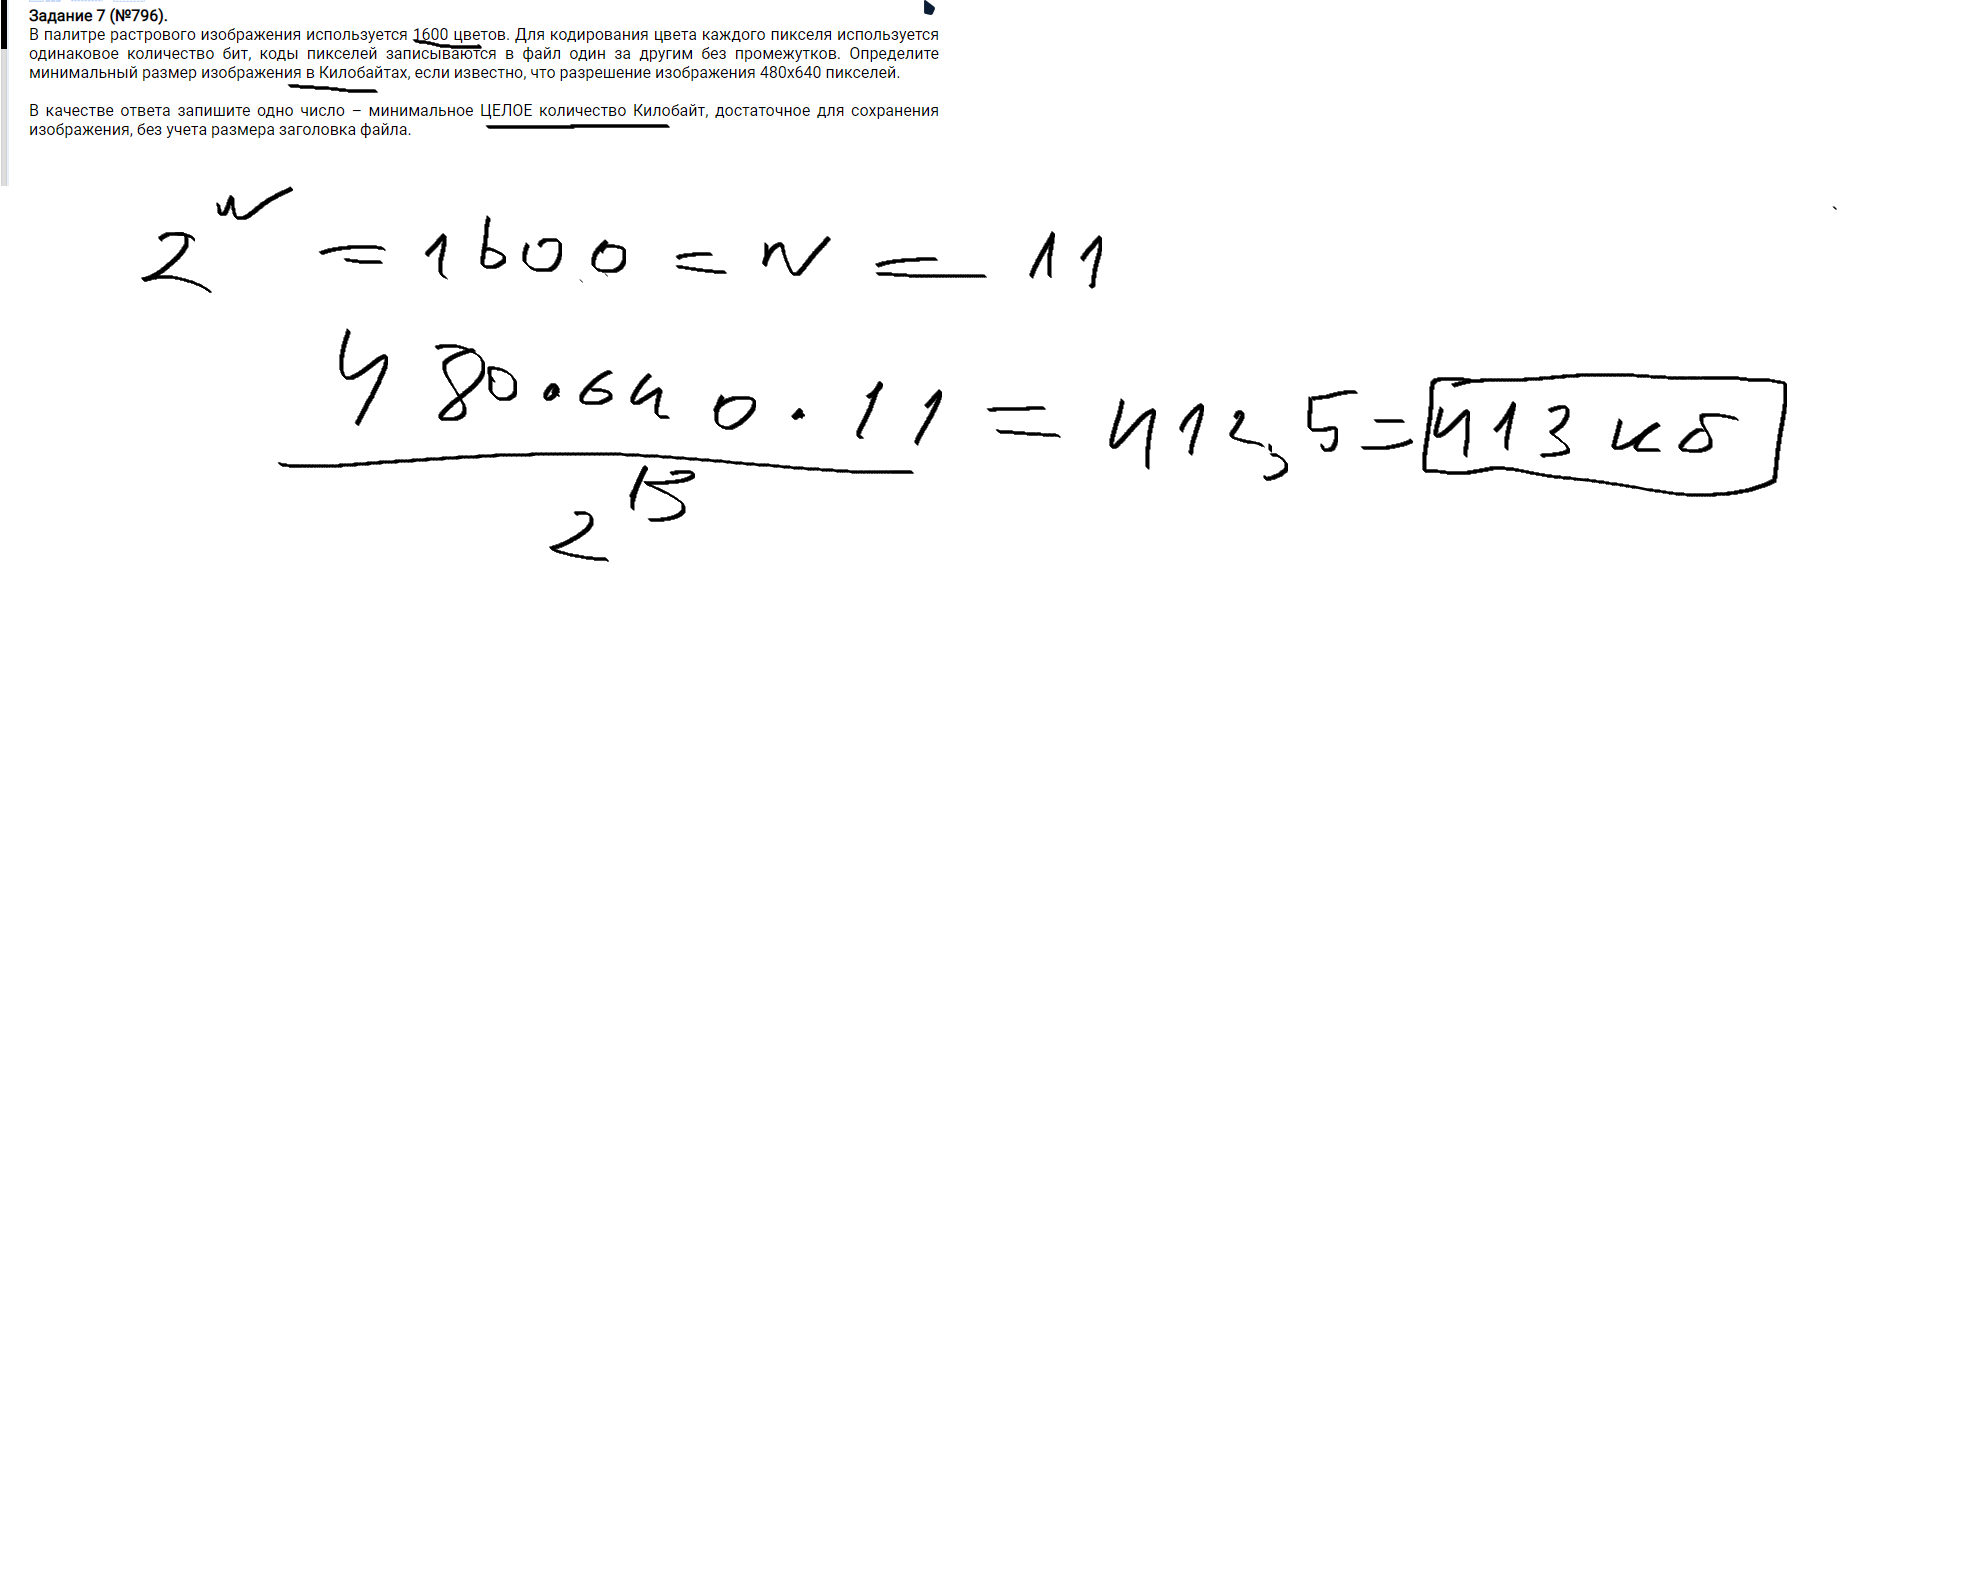 Задание 7 (№796).
В палитре растрового изображения используется 1600 цветов. Для кодирования цвета каждого пикселя используется
одинаковое количество бит, коды пикселей записываются в файл один за другим без промежутков. Определите
минимальный размер изображения в Килобайтах, если известно, что разрешение изображения 480x640 пикселей.
В качестве ответа запишите одно число – минимальное ЦЕЛОЕ количество Килобайт, достаточное для сохранения
изображения, без учета размера заголовка файла.
2^N = 1600 = N = 11
480·640·11 = 412,5 = 413 кб
2^13